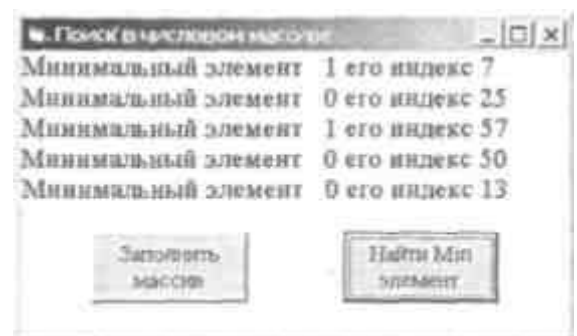 Поиск в числовом массиве
Минимальный элемент 1 его индекс 7
Минимальный элемент 0 его индекс 25
Минимальный элемент 1 его индекс 57
Минимальный элемент 0 его индекс 50
Минимальный элемент 0 его индекс 13
Заполнить
массив
Найти Min
элемент